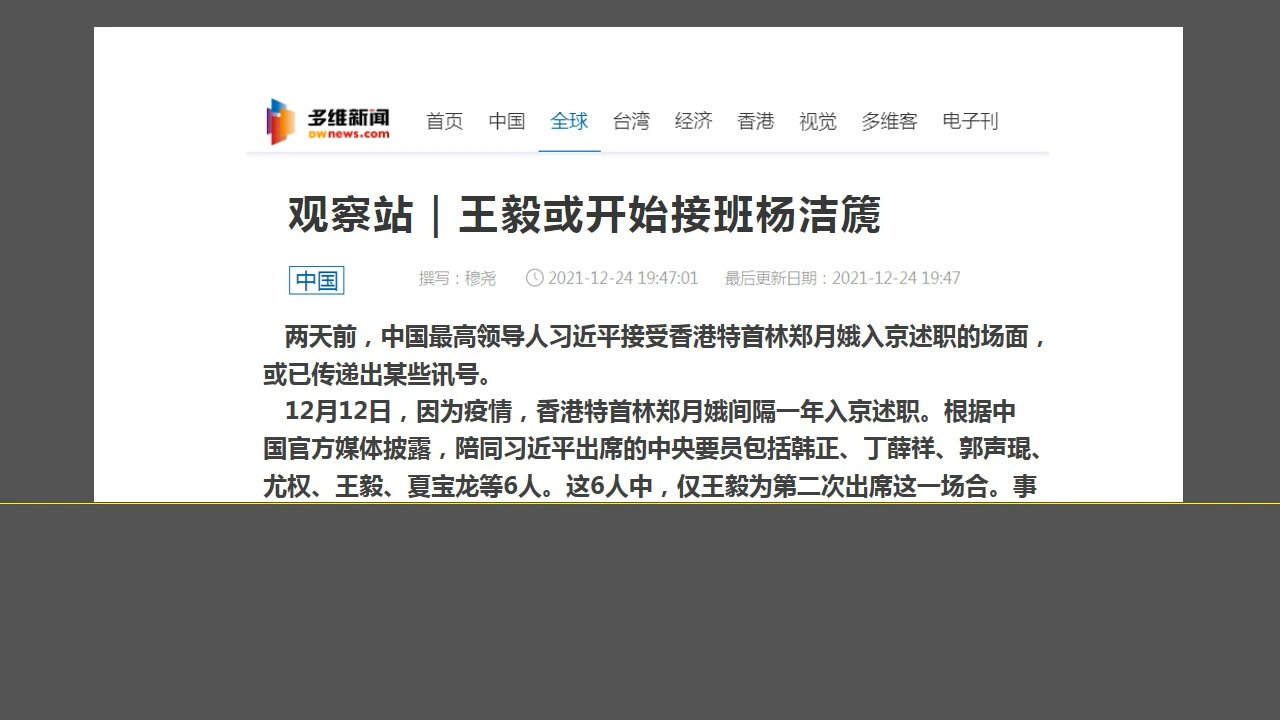 多维新闻
DWnews.com
首页 中国 全球 台湾 经济 香港 视觉 多维客 电子刊
观察站｜王毅或开始接班杨洁篪
中国 撰写：穆尧 2021-12-24 19:47:01 最后更新日期：2021-12-24 19:47
两天前，中国最高领导人习近平接受香港特首林郑月娥入京述职的场面，
或已传递出某些讯号。
12月12日，因为疫情，香港特首林郑月娥间隔一年入京述职。根据中
国官方媒体披露，陪同习近平出席的中央要员包括韩正、丁薛祥、郭声琨、
尤权、王毅、夏宝龙等6人。这6人中，仅王毅为第二次出席这一场合。事